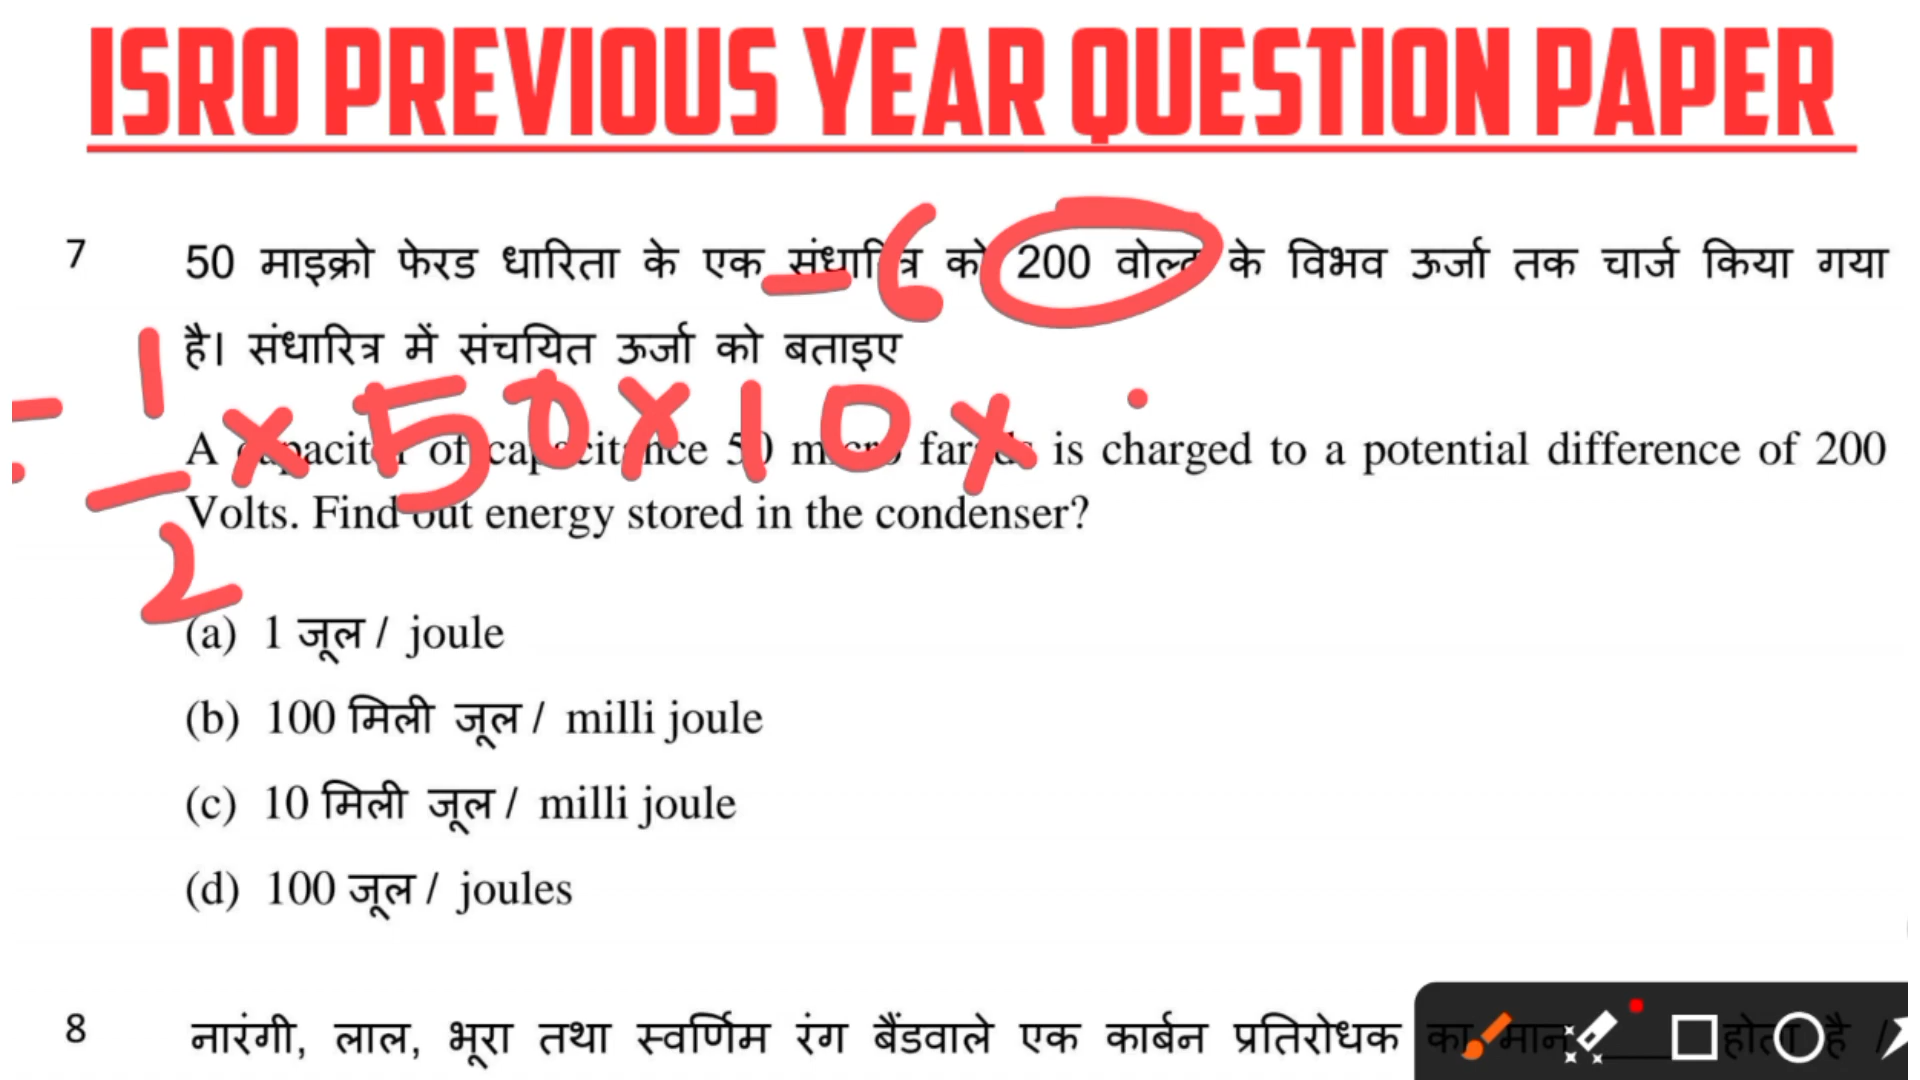 ISRO PREVIOUS YEAR QUESTION PAPER
7 50 माइक्रो फेरड धारिता के एक संधारित्र को 200 वोल्ट के विभव ऊर्जा तक चार्ज किया गया
है। संधारित्र में संचयित ऊर्जा को बताइए
= 1/2 × 50 × 10 -6 ×
A capacitor of capacitance 50 micro farads is charged to a potential difference of 200
Volts. Find out energy stored in the condenser?
(a) 1 जूल / joule
(b) 100 मिली जूल / milli joule
(c) 10 मिली जूल / milli joule
(d) 100 जूल / joules
8 नारंगी, लाल, भूरा तथा स्वर्णिम रंग बैंडवाले एक कार्बन प्रतिरोधक का मान ____ होता है /